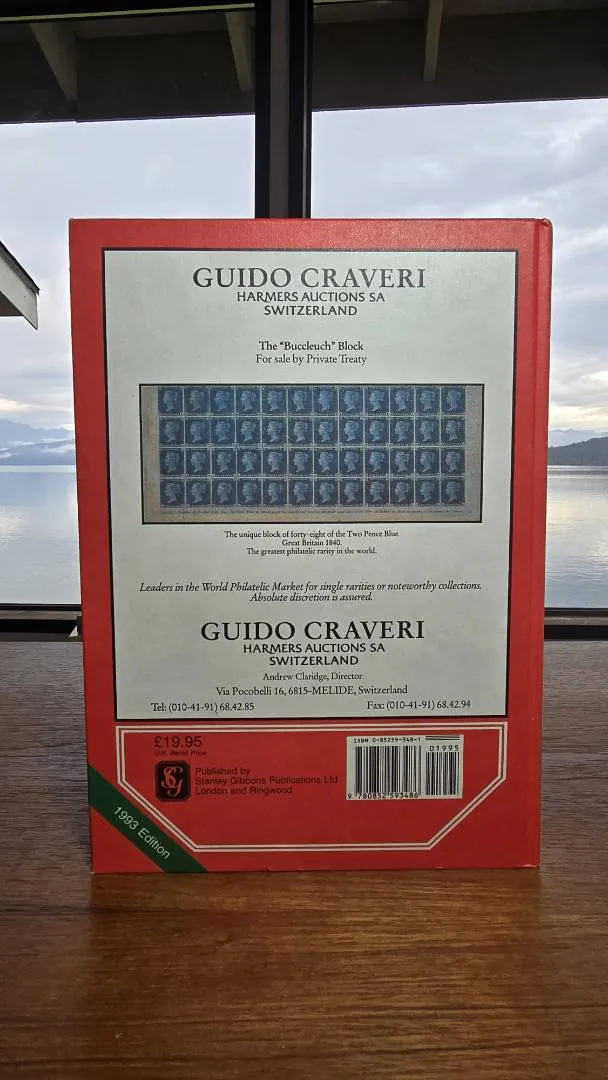 GUIDO CRAVERI
HARMERS AUCTIONS SA
SWITZERLAND
The "Buccleuch" Block
For sale by Private Treaty
The unique block of forty-eight of the Two Pence Blue
Great Britain 1840.
The greatest philatelic rarity in the world.
Leaders in the World Philatelic Market for single rarities or noteworthy collections.
Absolute discretion is assured.
GUIDO CRAVERI
HARMERS AUCTIONS SA
SWITZERLAND
Andrew Claridge, Director
Via Pocobelli 16, 6815-MELIDE, Switzerland
Tel: (010-41-91) 68.42.85 Fax: (010-41-91) 68.42.94
£19.95
U.K. Retail Price
SG
Published by
Stanley Gibbons Publications Ltd
London and Ringwood
ISBN 0-85259-348-1
01995
9 780852 593486
1993 Edition